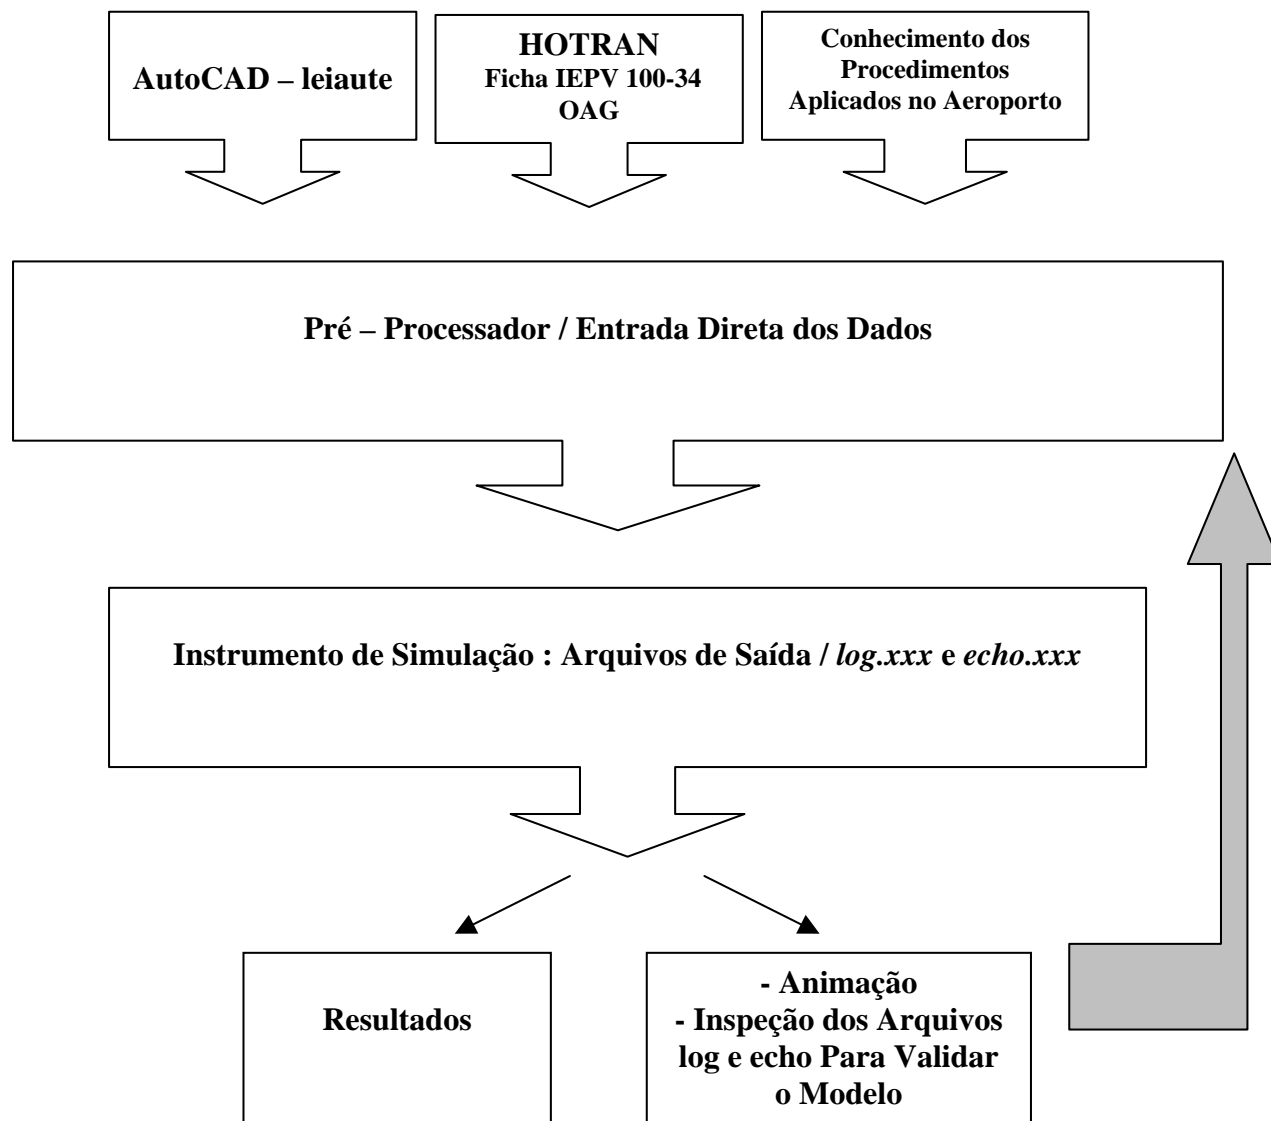 AutoCAD – leiaute
HOTRAN
Ficha IEPV 100-34
OAG
Conhecimento dos
Procedimentos
Aplicados no Aeroporto
Pré – Processador / Entrada Direta dos Dados
Instrumento de Simulação : Arquivos de Saída / log.xxx e echo.xxx
Resultados
- Animação
- Inspeção dos Arquivos
log e echo Para Validar
o Modelo